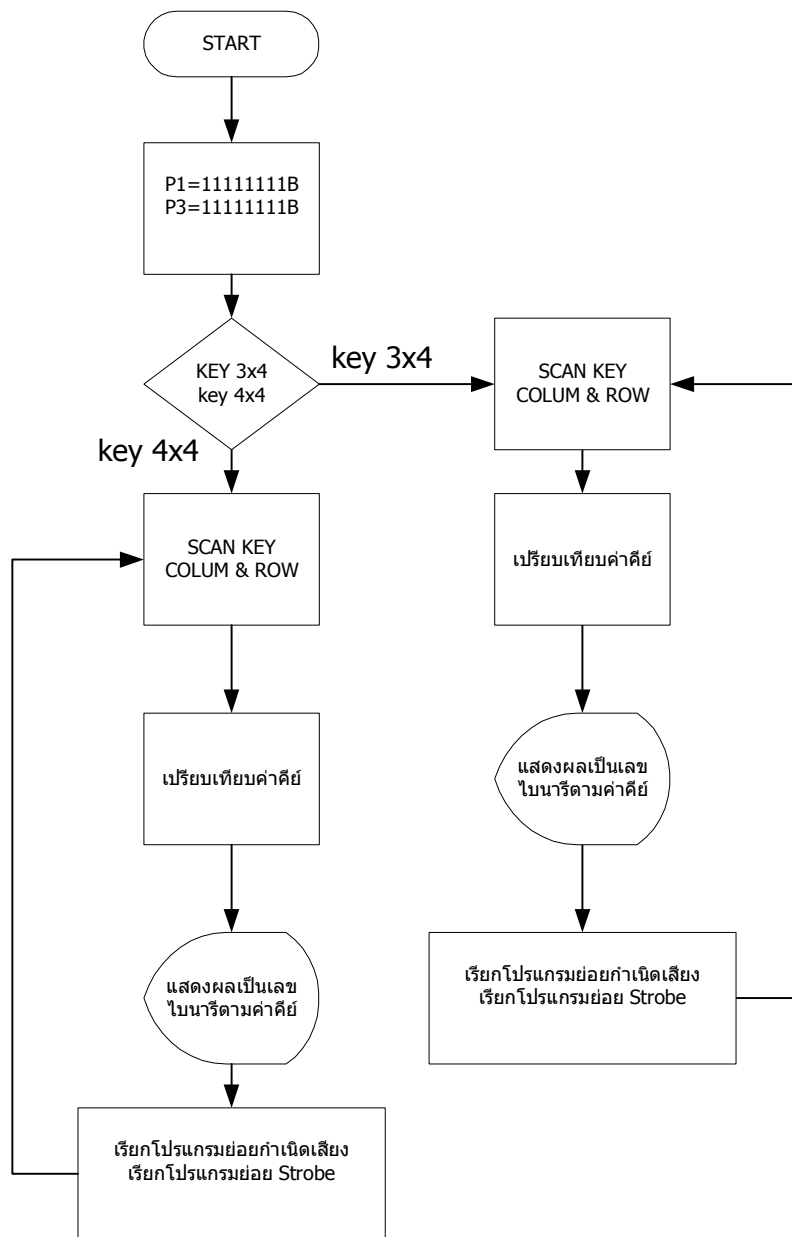 START
P1=11111111B
P3=11111111B
KEY 3x4
key 4x4
key 3x4
key 4x4
SCAN KEY
COLUM & ROW
เปรียบเทียบค่าคีย์
แสดงผลเป็นเลข
ไบนารีตามค่าคีย์
เรียกโปรแกรมย่อยกำเนิดเสียง
เรียกโปรแกรมย่อย Strobe
SCAN KEY
COLUM & ROW
เปรียบเทียบค่าคีย์
แสดงผลเป็นเลข
ไบนารีตามค่าคีย์
เรียกโปรแกรมย่อยกำเนิดเสียง
เรียกโปรแกรมย่อย Strobe